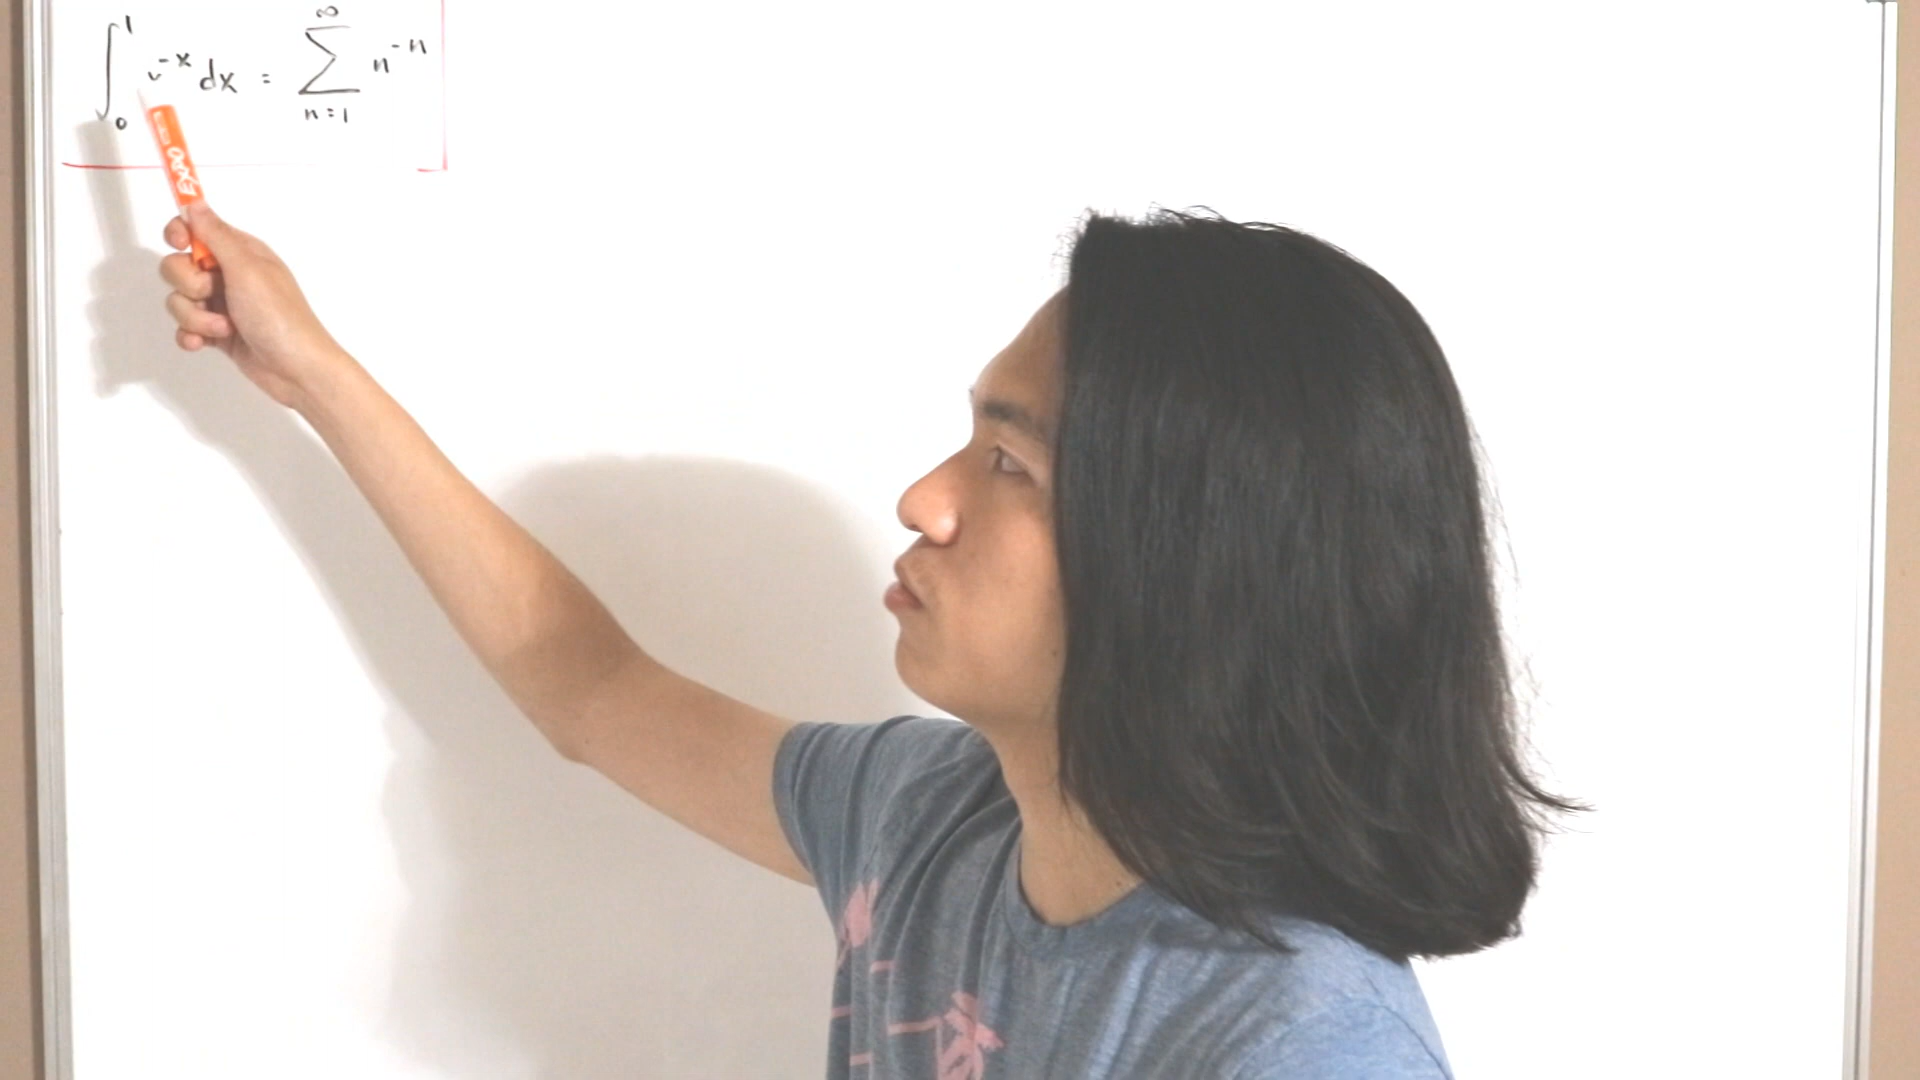 ∫₀¹ x⁻ˣ dx = ∑ₙ₌₁^∞ n⁻ⁿ
EXPO